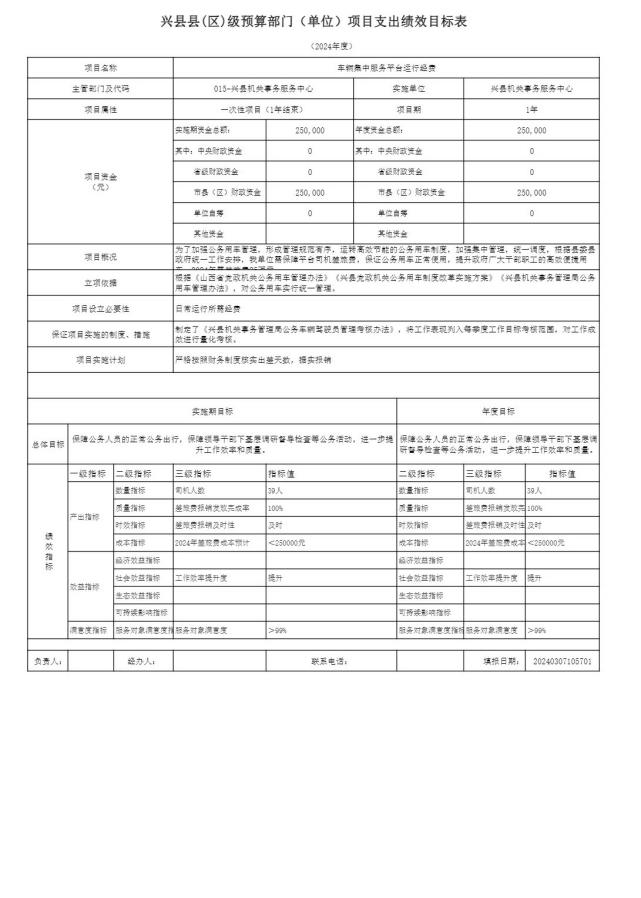 兴县县(区)级预算部门（单位）项目支出绩效目标表
（2024年度）
项目名称 车辆集中服务平台运行经费
主管部门及代码 015-兴县机关事务服务中心 实施单位 兴县机关事务服务中心
项目属性 一次性项目（1年结束） 项目期 1年
项目资金（元） 实施期资金总额: 250,000 年度资金总额: 250,000
其中: 中央财政资金 0 其中: 中央财政资金 0
省级财政资金 0 省级财政资金 0
市县（区）财政资金 250,000 市县（区）财政资金 250,000
单位自筹 0 单位自筹 0
其他资金 其他资金
项目概况 为了加强公务用车管理, 形成管理规范有序, 运转高效节能的公务用车制度, 加强集中管理, 统一调度, 根据县委县
政府统一工作安排, 我单位需保障平台司机差旅费, 保证公务用车正常使用, 提升政府广大干部职工的高效便捷用
立项依据 根据《山西省党政机关公务用车管理办法》《兴县党政机关公务用车制度改革实施方案》《兴县机关事务管理局公务
用车管理办法》, 对公务用车实行统一管理。
项目设立必要性 日常运行所需经费
保证项目实施的制度、措施 制定了《兴县机关事务管理局公务车辆驾驶员管理考核办法》, 将工作表现列入每季度工作目标考核范围, 对工作成
效进行量化考核。
项目实施计划 严格按照财务制度核实出差天数, 据实报销
实施期目标 年度目标
总体目标 保障公务人员的正常公务出行, 保障领导干部下基层调研督导检查等公务活动, 进一步提
升工作效率和质量。
保障公务人员的正常公务出行, 保障领导干部下基层调
研督导检查等公务活动, 进一步提升工作效率和质量。
绩效指标 一级指标 二级指标 三级指标 指标值 二级指标 三级指标 指标值
产出指标 数量指标 司机人数 39人 数量指标 司机人数 39人
质量指标 差旅费报销发放完成率 100% 质量指标 差旅费报销发放完 100%
时效指标 差旅费报销及时性 及时 时效指标 差旅费报销及时性 及时
成本指标 2024年差旅费成本预计 ＜250000元 成本指标 2024年差旅费成本 ＜250000元
效益指标 经济效益指标 经济效益指标
社会效益指标 工作效率提升度 提升 社会效益指标 工作效率提升度 提升
生态效益指标 生态效益指标
可持续影响指标 可持续影响指标
满意度指标 服务对象满意度指 服务对象满意度 ＞99% 服务对象满意度指标 服务对象满意度 ＞99%
负责人: 经办人: 联系电话: 填报日期: 20240307105701